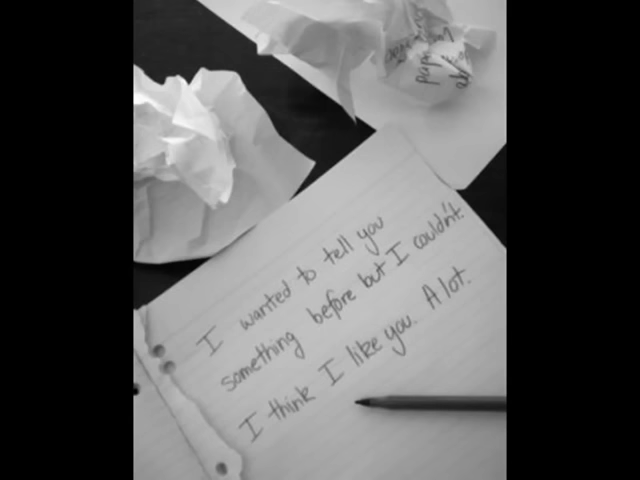 I wanted to tell you
something before but I couldn't.
I think I like you. A lot.